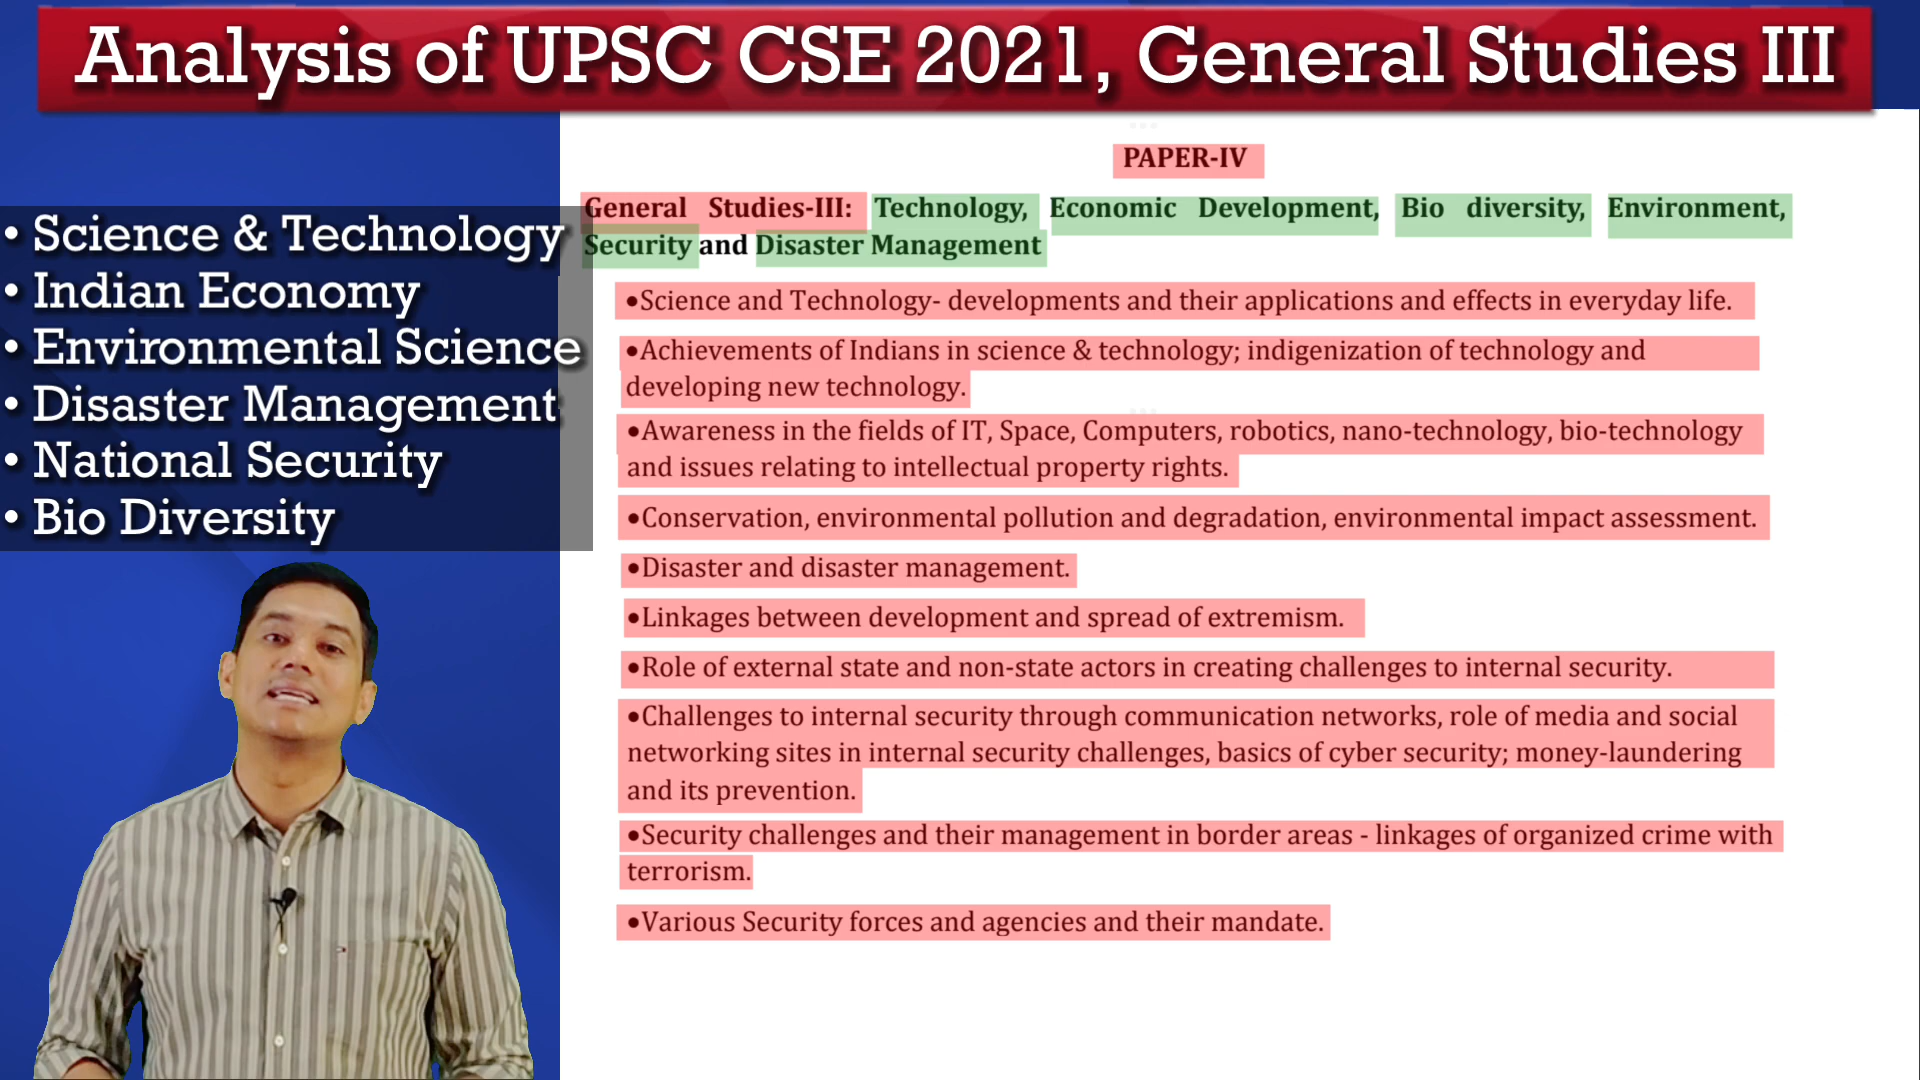 Analysis of UPSC CSE 2021, General Studies III
• Science & Technology
• Indian Economy
• Environmental Science
• Disaster Management
• National Security
• Bio Diversity
PAPER-IV
General Studies-III: Technology, Economic Development, Bio diversity, Environment,
Security and Disaster Management
•Science and Technology- developments and their applications and effects in everyday life.
•Achievements of Indians in science & technology; indigenization of technology and
developing new technology.
•Awareness in the fields of IT, Space, Computers, robotics, nano-technology, bio-technology
and issues relating to intellectual property rights.
•Conservation, environmental pollution and degradation, environmental impact assessment.
•Disaster and disaster management.
•Linkages between development and spread of extremism.
•Role of external state and non-state actors in creating challenges to internal security.
•Challenges to internal security through communication networks, role of media and social
networking sites in internal security challenges, basics of cyber security; money-laundering
and its prevention.
•Security challenges and their management in border areas - linkages of organized crime with
terrorism.
•Various Security forces and agencies and their mandate.